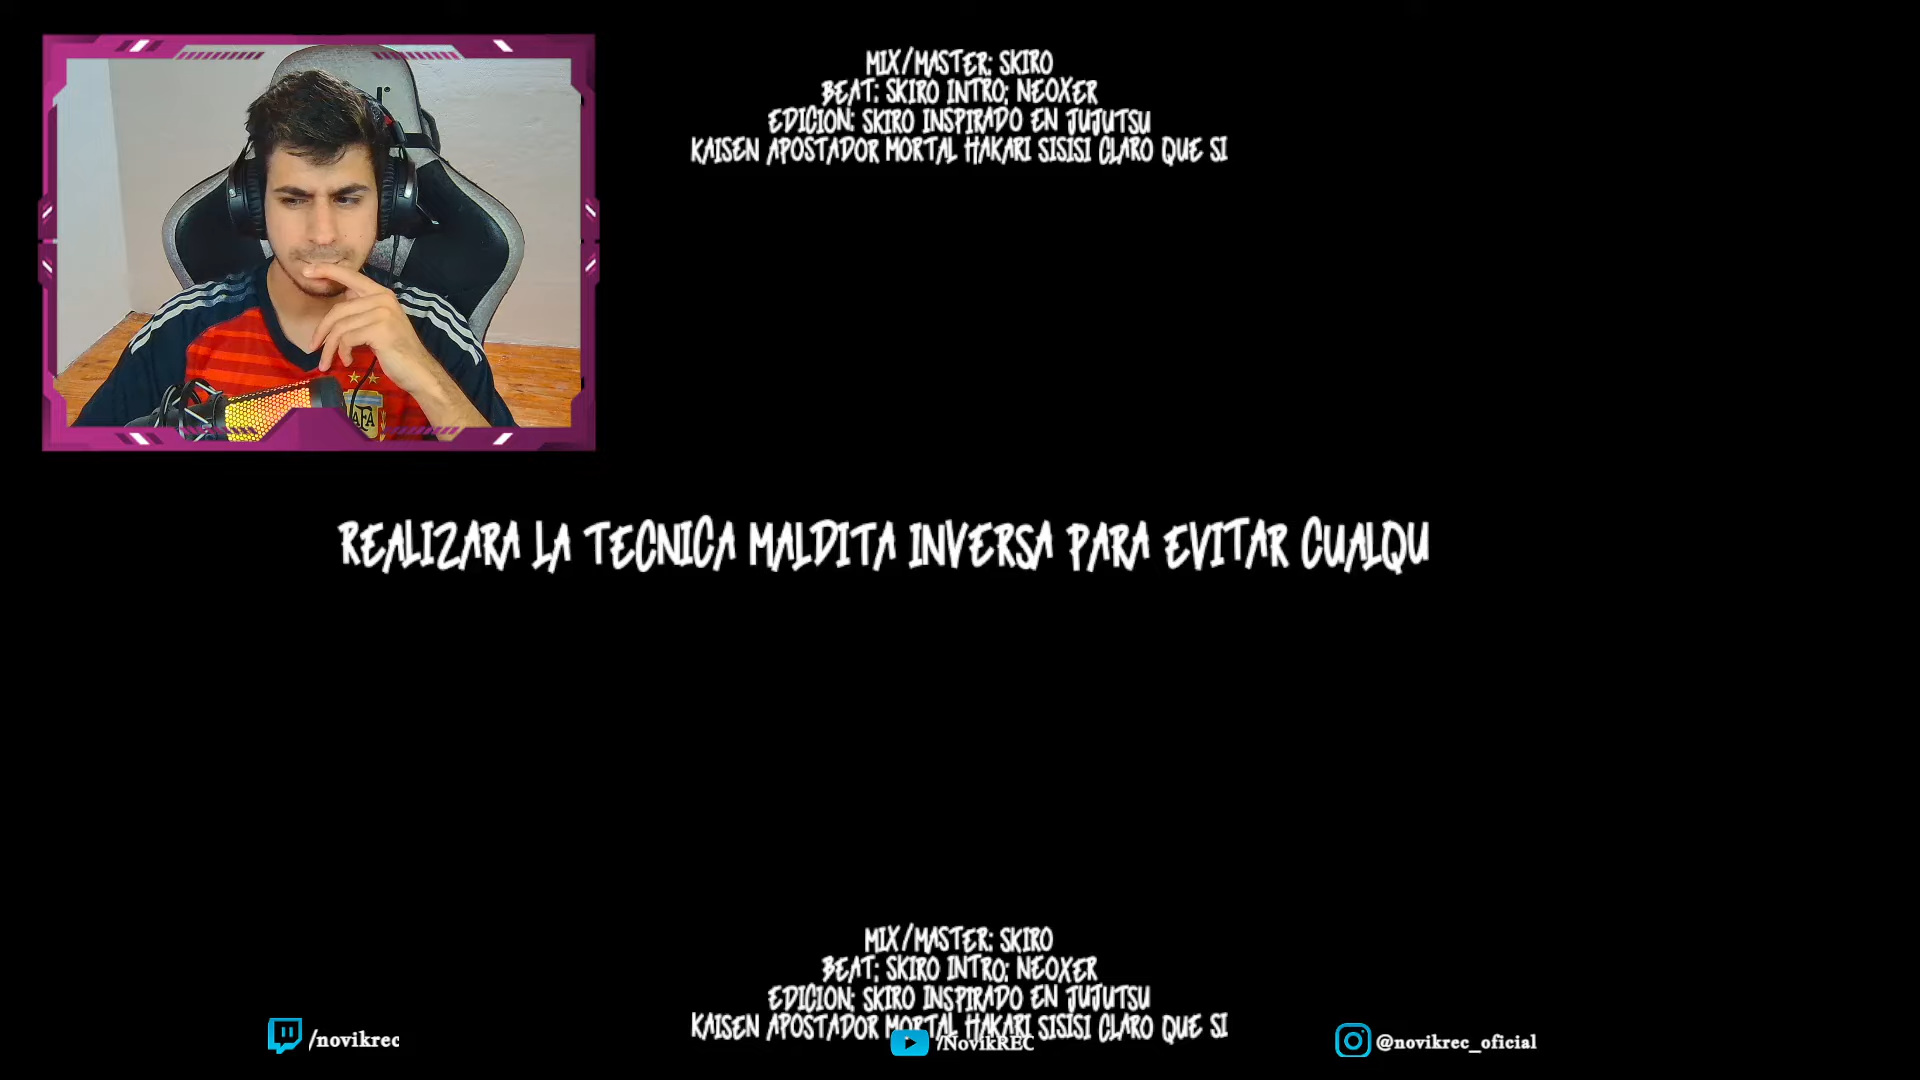 MIX/MASTER: SKIRO
BEAT: SKIRO INTRO: NEOXER
EDICION: SKIRO INSPIRADO EN JUJUTSU
KAISEN APOSTADOR MORTAL HAKARI SISISI CLARO QUE SI
AFA
REALIZARA LA TECNICA MALDITA INVERSA PARA EVITAR CUALQU
MIX/MASTER: SKIRO
BEAT: SKIRO INTRO: NEOXER
EDICION: SKIRO INSPIRADO EN JUJUTSU
KAISEN APOSTADOR MORTAL HAKARI SISISI CLARO QUE SI
/novikrec
/NovikREC
@novikrec_oficial